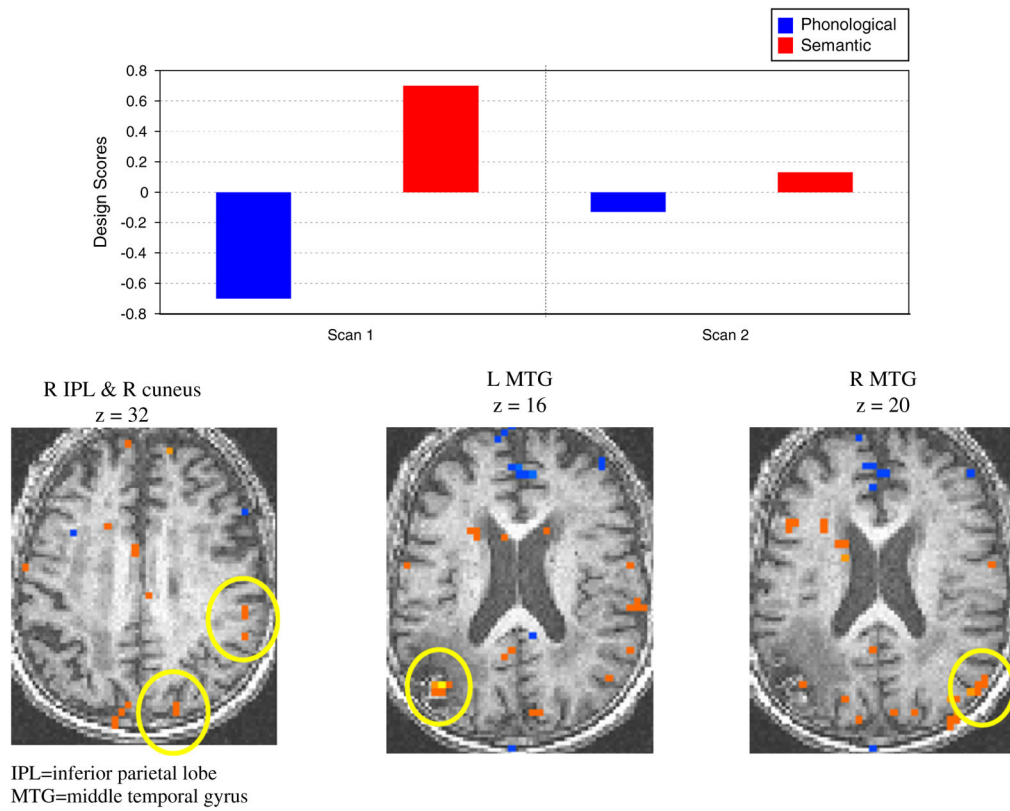 Phonological
Semantic
0.8
0.6
0.4
0.2
0
-0.2
-0.4
-0.6
-0.8
Design Scores
Scan 1
Scan 2
R IPL & R cuneus
z = 32
L MTG
z = 16
R MTG
z = 20
IPL=inferior parietal lobe
MTG=middle temporal gyrus